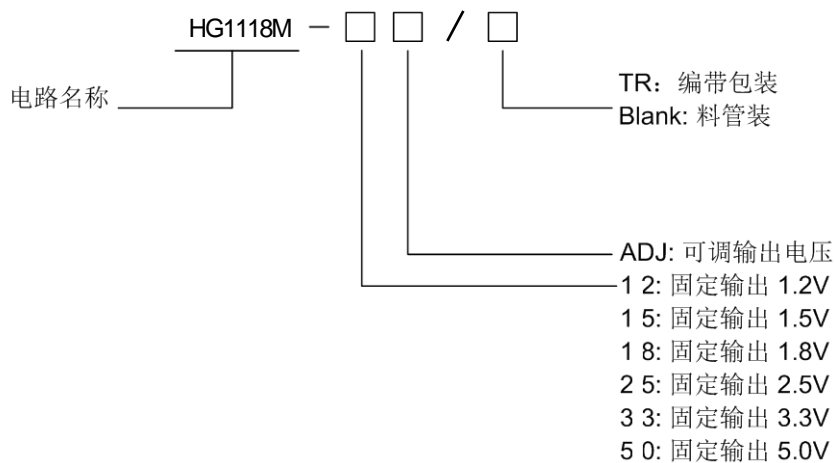 HG1118M - □ □ / □
电路名称
TR：编带包装
Blank: 料管装
ADJ: 可调输出电压
1 2: 固定输出 1.2V
1 5: 固定输出 1.5V
1 8: 固定输出 1.8V
2 5: 固定输出 2.5V
3 3: 固定输出 3.3V
5 0: 固定输出 5.0V